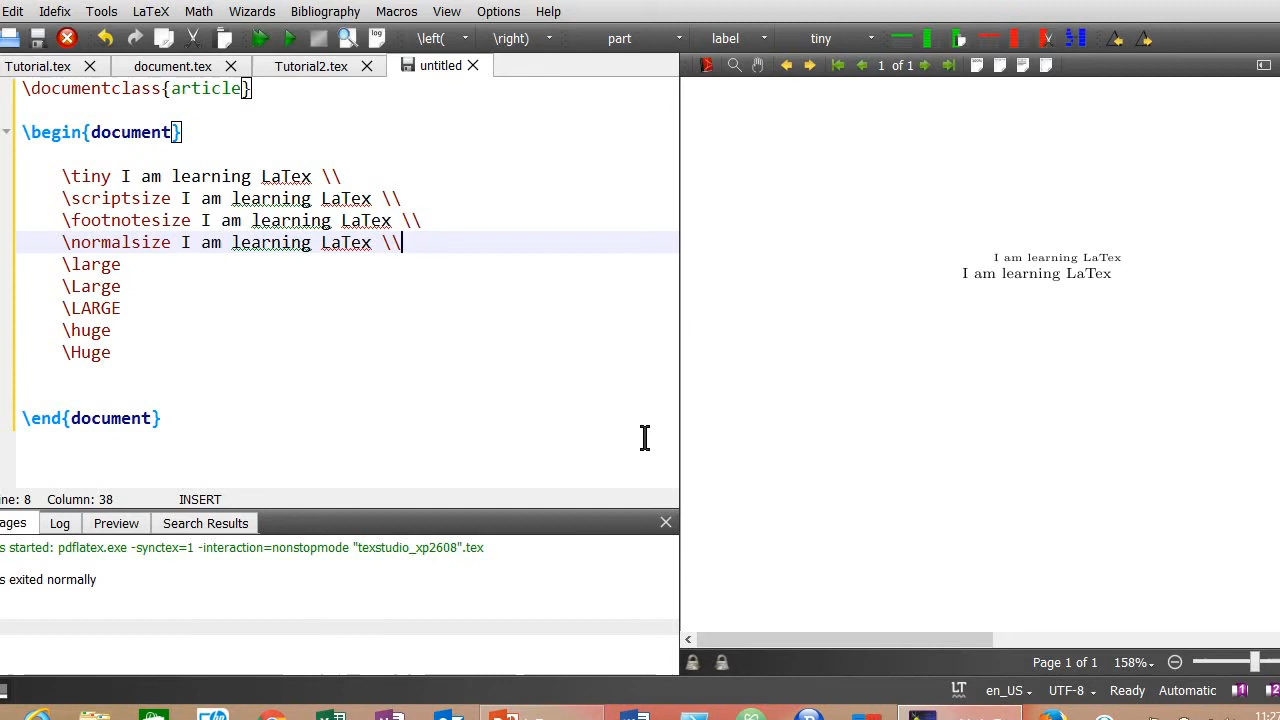 Edit Idefix Tools LaTeX Math Wizards Bibliography Macros View Options Help
\left( \right) part label tiny
Tutorial.tex document.tex Tutorial2.tex untitled
1 of 1
\documentclass{article}
\begin{document}
\tiny I am learning LaTex \\
\scriptsize I am learning LaTex \\
\footnotesize I am learning LaTex \\
\normalsize I am learning LaTex \\
\large
\Large
\LARGE
\huge
\Huge
\end{document}
I am learning LaTex
I am learning LaTex
ine: 8 Column: 38 INSERT
ages Log Preview Search Results
s started: pdflatex.exe -synctex=1 -interaction=nonstopmode "texstudio_xp2608".tex
s exited normally
Page 1 of 1 158%
LT en_US UTF-8 Ready Automatic